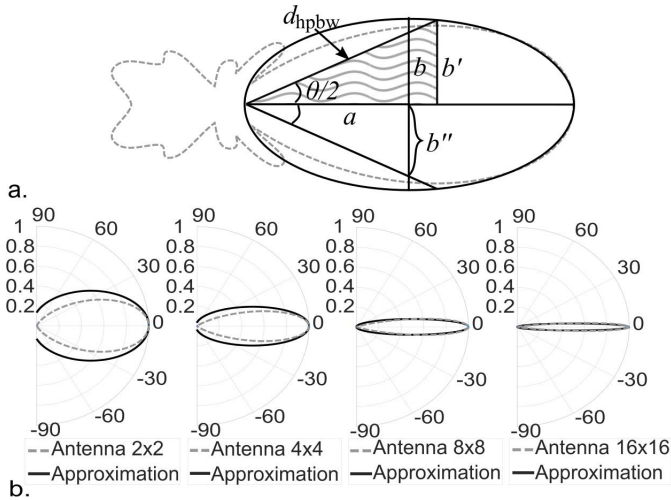 d_hpbw
b b′
θ/2
a
b″
a.
90 90 90 90
1 60 1 60 1 60 1 60
0.8 0.8 0.8 0.8
0.6 30 0.6 30 0.6 30 0.6 30
0.4 0.4 0.4 0.4
0.2 0.2 0.2 0.2
0 0 0 0
-30 -30 -30 -30
-60 -60 -60 -60
-90 -90 -90 -90
Antenna 2x2 Antenna 4x4 Antenna 8x8 Antenna 16x16
Approximation Approximation Approximation Approximation
b.